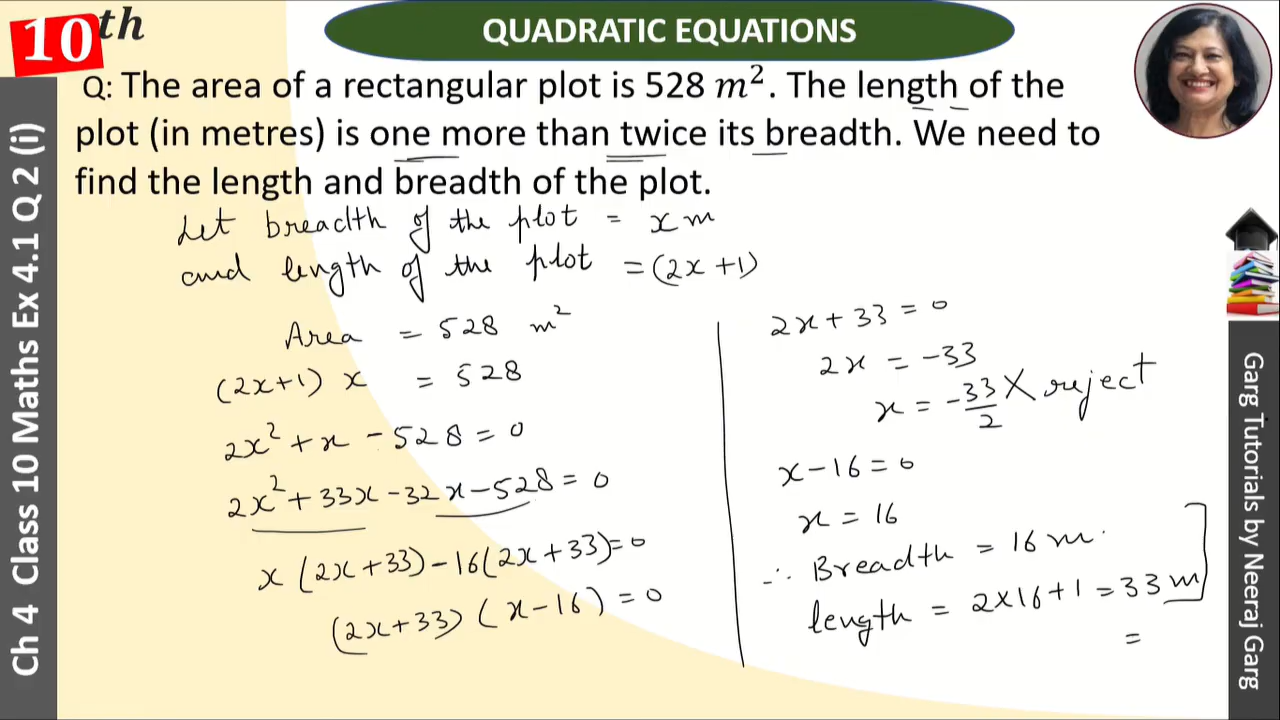 10th
QUADRATIC EQUATIONS
Q: The area of a rectangular plot is 528 m². The length of the
plot (in metres) is one more than twice its breadth. We need to
find the length and breadth of the plot.
Let breadth of the plot = x m
and length of the plot = (2x+1)
Area = 528 m²
(2x+1) x = 528
2x² + x - 528 = 0
2x² + 33x - 32x - 528 = 0
x (2x+33) - 16(2x+33) = 0
(2x+33) (x-16) = 0
2x + 33 = 0
2x = -33
x = -33/2 X reject
x - 16 = 0
x = 16
∴ Breadth = 16 m.
length = 2×16+1 = 33 m
=
Ch 4 Class 10 Maths Ex 4.1 Q 2 (i)
Garg Tutorials by Neeraj Garg